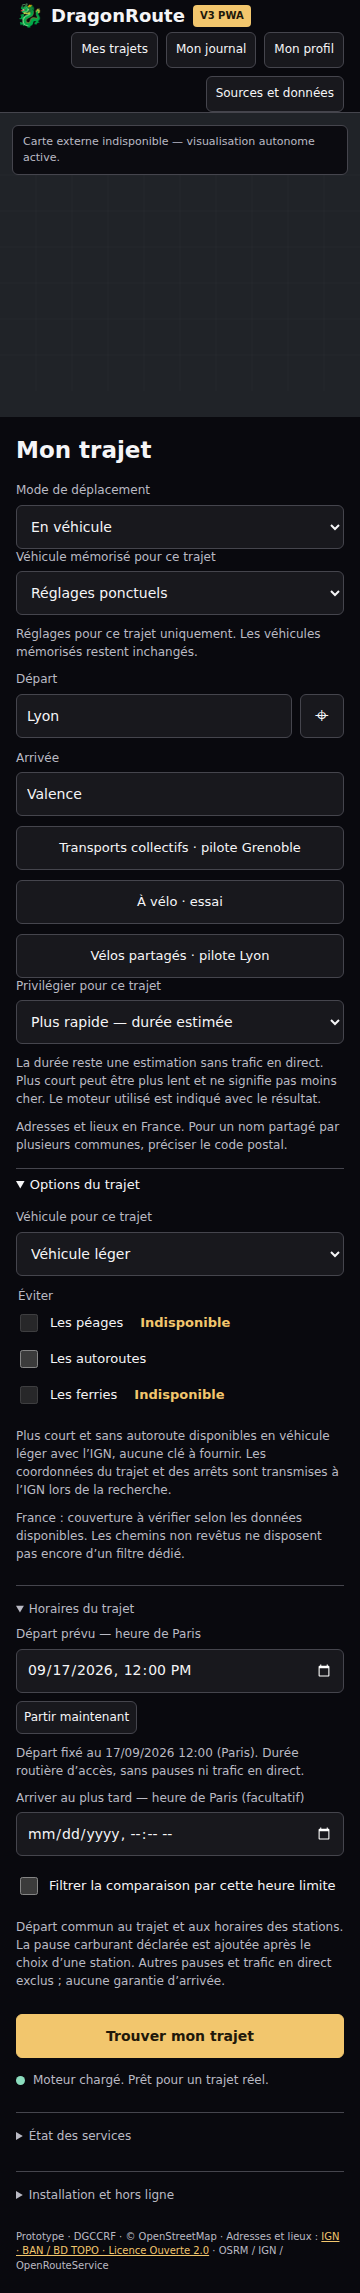 DragonRoute V3 PWA
Mes trajets Mon journal Mon profil
Sources et données
Carte externe indisponible — visualisation autonome
active.
Mon trajet
Mode de déplacement
En véhicule
Véhicule mémorisé pour ce trajet
Réglages ponctuels
Réglages pour ce trajet uniquement. Les véhicules
mémorisés restent inchangés.
Départ
Lyon
Arrivée
Valence
Transports collectifs · pilote Grenoble
À vélo · essai
Vélos partagés · pilote Lyon
Privilégier pour ce trajet
Plus rapide — durée estimée
La durée reste une estimation sans trafic en direct.
Plus court peut être plus lent et ne signifie pas moins
cher. Le moteur utilisé est indiqué avec le résultat.
Adresses et lieux en France. Pour un nom partagé par
plusieurs communes, préciser le code postal.
Options du trajet
Véhicule pour ce trajet
Véhicule léger
Éviter
Les péages Indisponible
Les autoroutes
Les ferries Indisponible
Plus court et sans autoroute disponibles en véhicule
léger avec l’IGN, aucune clé à fournir. Les
coordonnées du trajet et des arrêts sont transmises à
l’IGN lors de la recherche.
France : couverture à vérifier selon les données
disponibles. Les chemins non revêtus ne disposent
pas encore d’un filtre dédié.
Horaires du trajet
Départ prévu — heure de Paris
09/17/2026, 12:00 PM
Partir maintenant
Départ fixé au 17/09/2026 12:00 (Paris). Durée
routière d’accès, sans pauses ni trafic en direct.
Arriver au plus tard — heure de Paris (facultatif)
mm/dd/yyyy, --:-- --
Filtrer la comparaison par cette heure limite
Départ commun au trajet et aux horaires des stations.
La pause carburant déclarée est ajoutée après le
choix d’une station. Autres pauses et trafic en direct
exclus ; aucune garantie d’arrivée.
Trouver mon trajet
Moteur chargé. Prêt pour un trajet réel.
État des services
Installation et hors ligne
Prototype · DGCCRF · © OpenStreetMap · Adresses et lieux : IGN
· BAN / BD TOPO · Licence Ouverte 2.0 · OSRM / IGN /
OpenRouteService